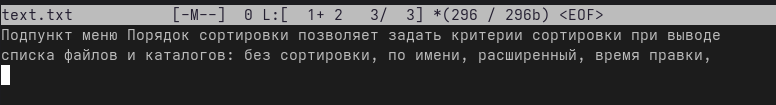 text.txt [-M--] 0 L:[ 1+ 2 3/ 3] *(296 / 296b) <EOF>
Подпункт меню Порядок сортировки позволяет задать критерии сортировки при выводе
списка файлов и каталогов: без сортировки, по имени, расширенный, время правки,